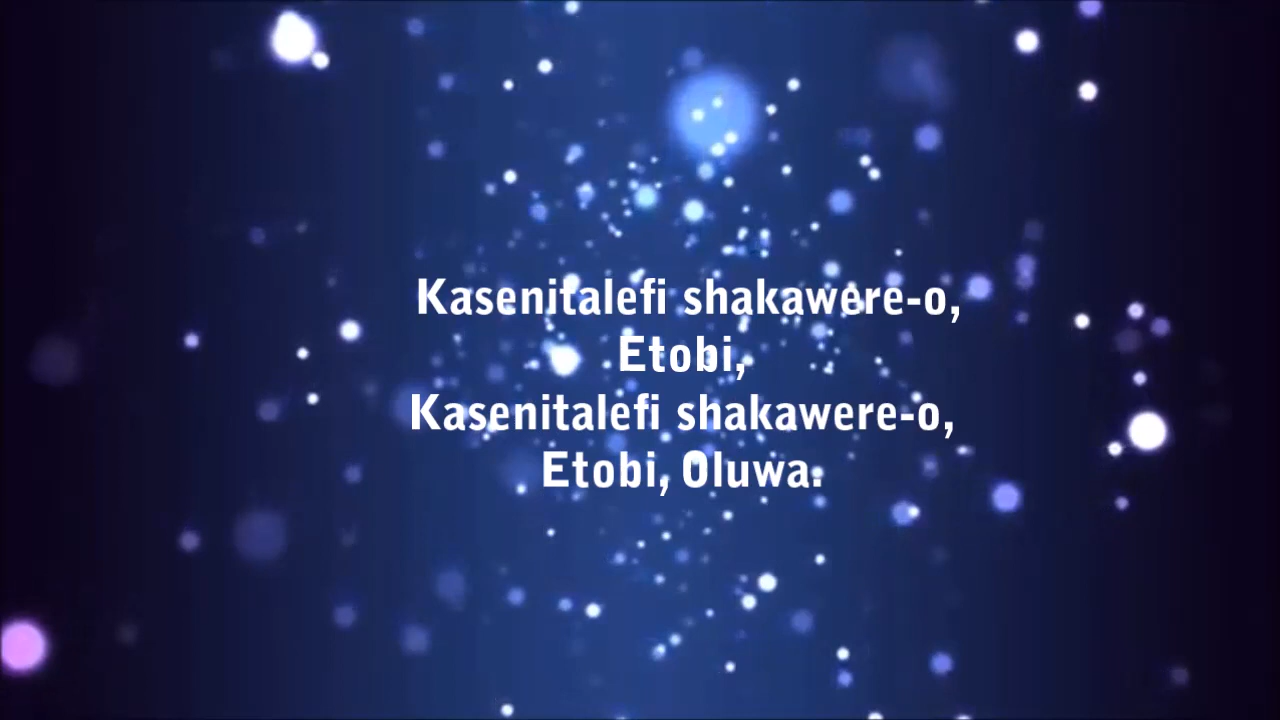 Kasenitalefi shakawere-o,
Etobi,
Kasenitalefi shakawere-o,
Etobi, Oluwa.